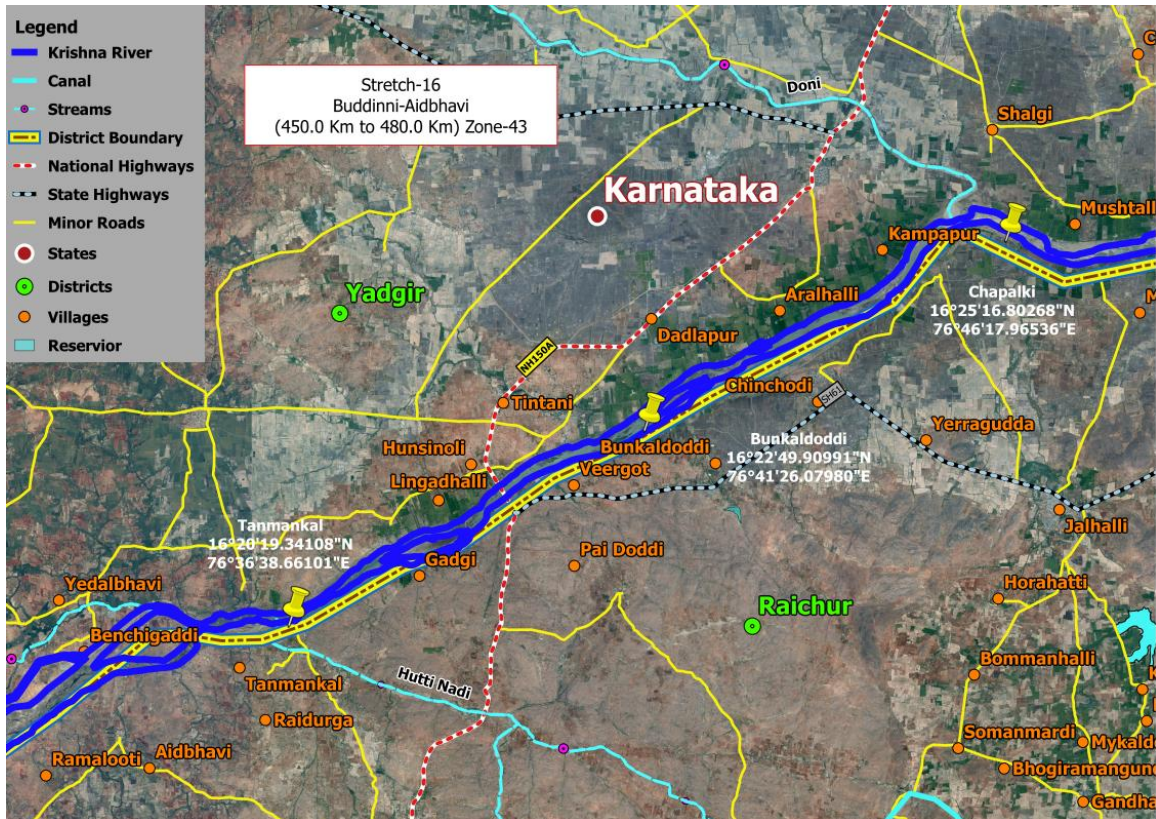 Legend
Krishna River
Canal
Streams
District Boundary
National Highways
State Highways
Minor Roads
States
Districts
Villages
Reservior
Stretch-16
Buddinni-Aidbhavi
(450.0 Km to 480.0 Km) Zone-43
Doni
Shalgi
Karnataka
Mushtall
Kampapur
Yadgir
Chapalki
16°25'16.80268"N
76°46'17.96536"E
Aralhalli
Dadlapur
NH150A
Chinchodi
SH61
Tintani
Yerragudda
Hunsinoli
Bunkaldoddi
Bunkaldoddi
16°22'49.90991"N
76°41'26.07980"E
Veergot
Lingadhalli
Jalhalli
Tanmankal
16°20'19.34108"N
76°36'38.66101"E
Pai Doddi
Gadgi
Yedalbhavi
Horahatti
Raichur
Benchigaddi
Bommanhalli
Tanmankal
Hutti Nadi
Raidurga
Somanmardi
Mykald
Ramalooti
Aidbhavi
Bhogiramangun
Gandha